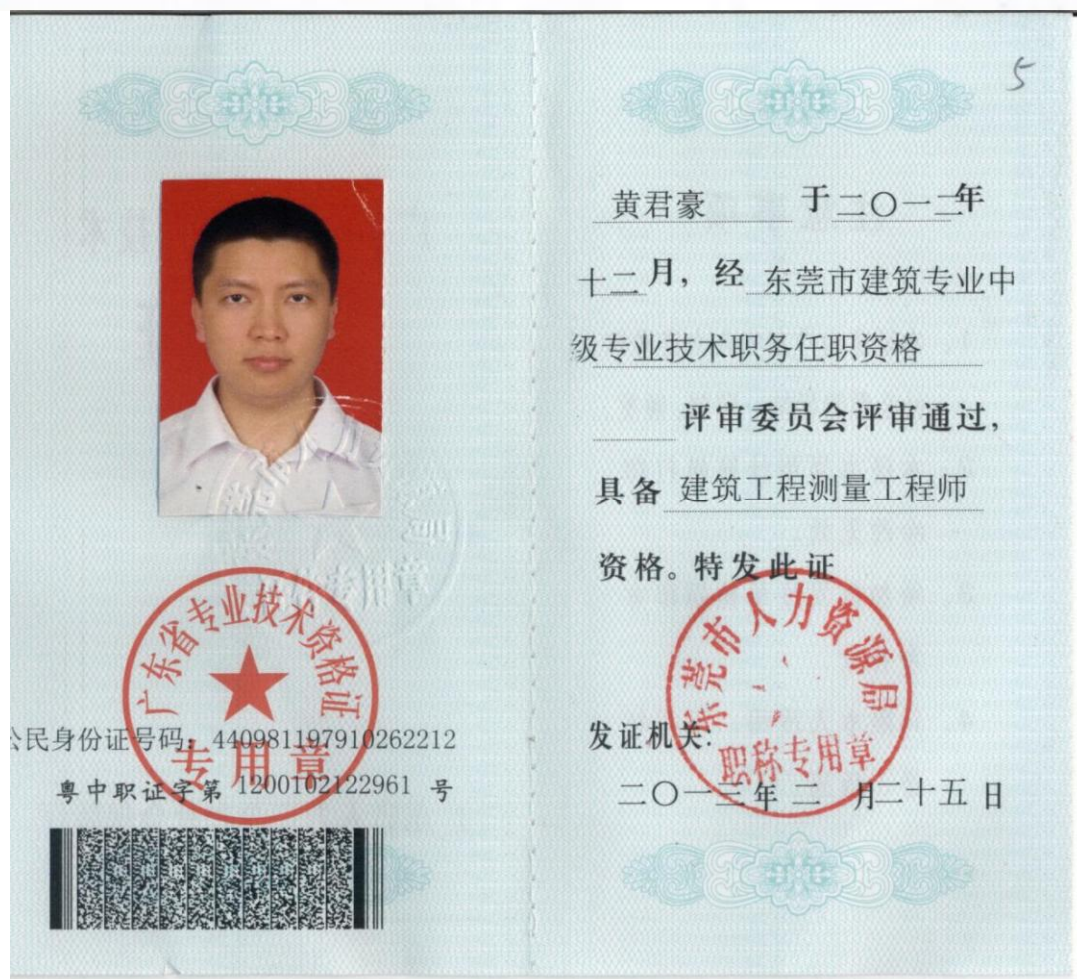 广东省专业技术资格证
专用章
公民身份证号码：440981197910262212
粤中职证字第 1200102122961 号
5
黄君豪 于二〇一二年
十二月，经 东莞市建筑专业中
级专业技术职务任职资格
评审委员会评审通过，
具备 建筑工程测量工程师
资格。特发此证
东莞市人力资源局
职称专用章
发证机关：
二〇一三年 二 月二十五 日